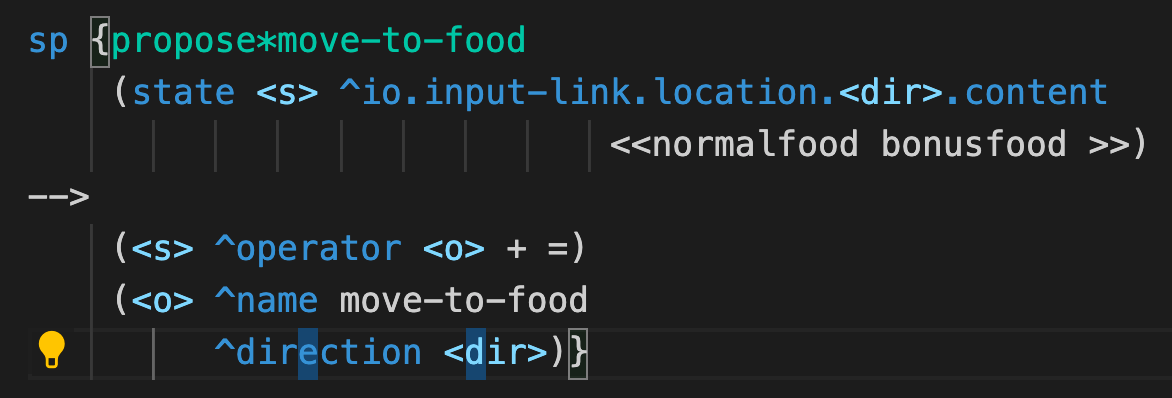 sp {propose*move-to-food
(state <s> ^io.input-link.location.<dir>.content
<<normalfood bonusfood >>)
-->
(<s> ^operator <o> + =)
(<o> ^name move-to-food
^direction <dir>)}